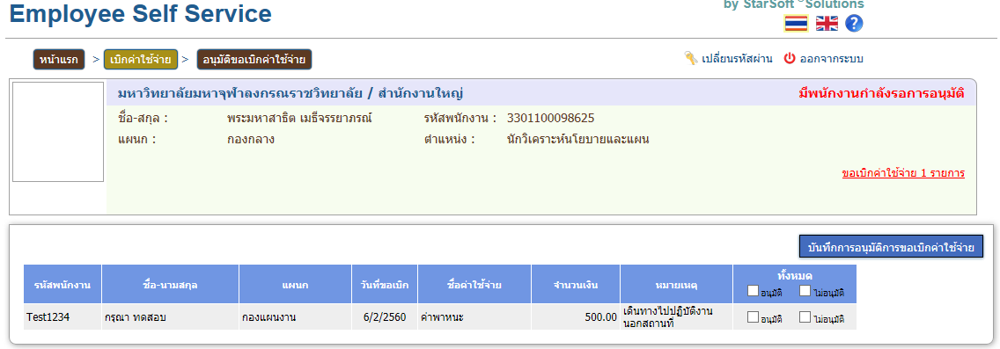 by StarSoft ©Solutions
Employee Self Service
หน้าแรก > เบิกค่าใช้จ่าย > อนุมัติขอเบิกค่าใช้จ่าย
เปลี่ยนรหัสผ่าน ออกจากระบบ
มหาวิทยาลัยมหาจุฬาลงกรณราชวิทยาลัย / สำนักงานใหญ่ มีพนักงานกำลังรอการอนุมัติ
ชื่อ-สกุล : พระมหาสาธิต เมธีจรรยาภรณ์ รหัสพนักงาน : 3301100098625
แผนก : กองกลาง ตำแหน่ง : นักวิเคราะห์นโยบายและแผน
ขอเบิกค่าใช้จ่าย 1 รายการ
บันทึกการอนุมัติการขอเบิกค่าใช้จ่าย
รหัสพนักงาน ชื่อ-นามสกุล แผนก วันที่ขอเบิก ชื่อค่าใช้จ่าย จำนวนเงิน หมายเหตุ ทั้งหมด
อนุมัติ ไม่อนุมัติ
Test1234 กรุณา ทดสอบ กองแผนงาน 6/2/2560 ค่าพาหนะ 500.00 เดินทางไปปฏิบัติงาน
นอกสถานที่ อนุมัติ ไม่อนุมัติ